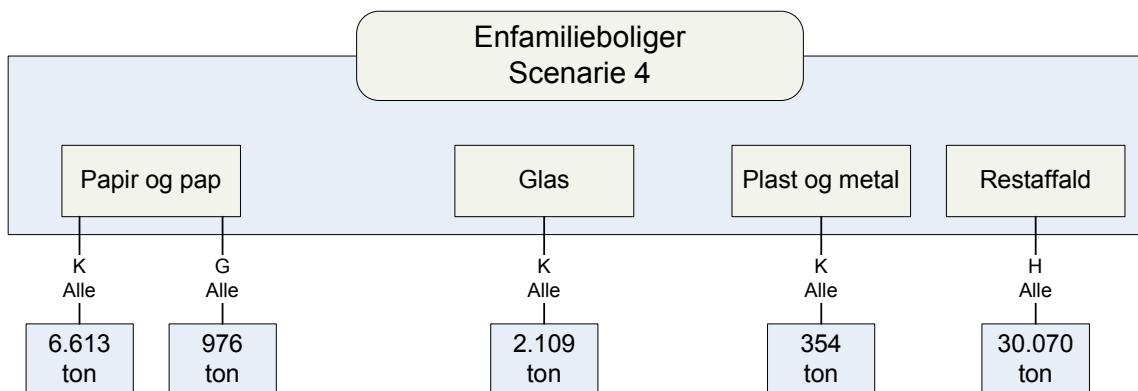 Enfamilieboliger
Scenarie 4
Papir og pap
Glas
Plast og metal
Restaffald
K
Alle
G
Alle
K
Alle
K
Alle
H
Alle
6.613
ton
976
ton
2.109
ton
354
ton
30.070
ton